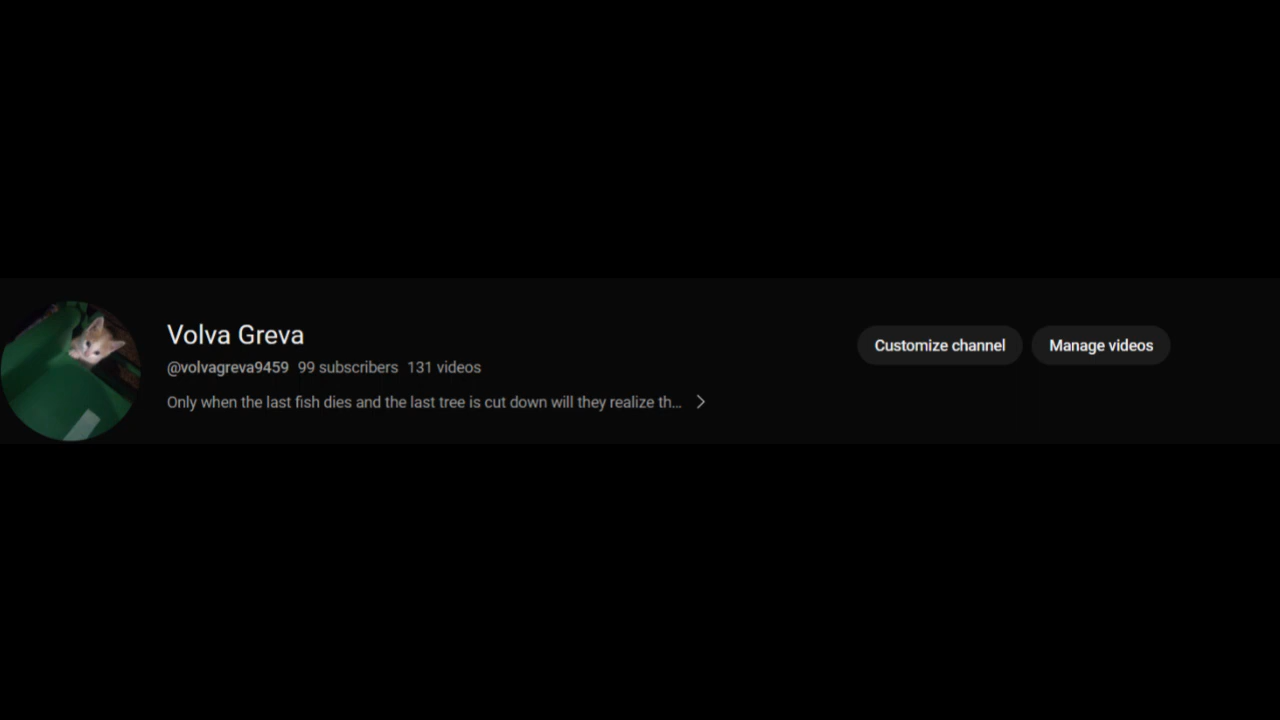 Volva Greva
@volvagreva9459 99 subscribers 131 videos
Only when the last fish dies and the last tree is cut down will they realize th...
Customize channel
Manage videos